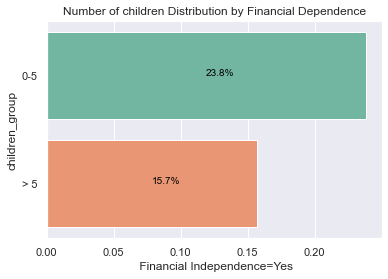 Number of children Distribution by Financial Dependence
children_group
0-5
23.8%
> 5
15.7%
0.00 0.05 0.10 0.15 0.20
Financial Independence=Yes